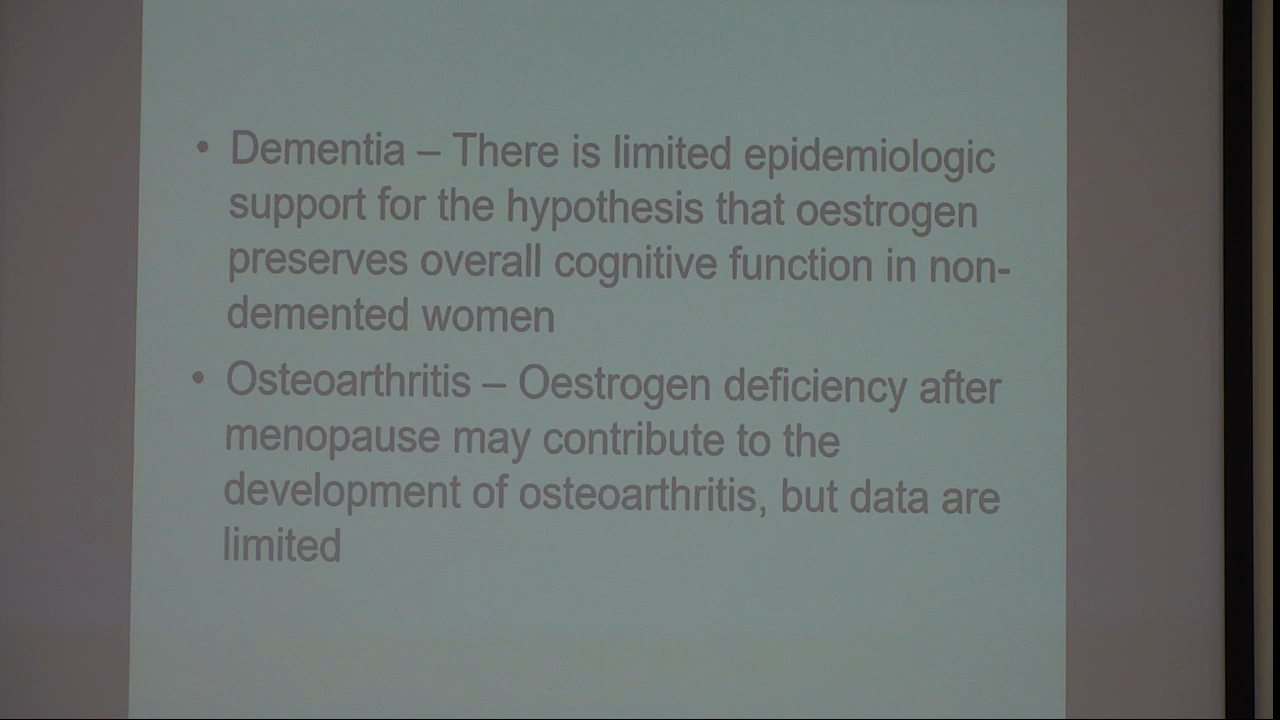 • Dementia – There is limited epidemiologic
support for the hypothesis that oestrogen
preserves overall cognitive function in non-
demented women
• Osteoarthritis – Oestrogen deficiency after
menopause may contribute to the
development of osteoarthritis, but data are
limited